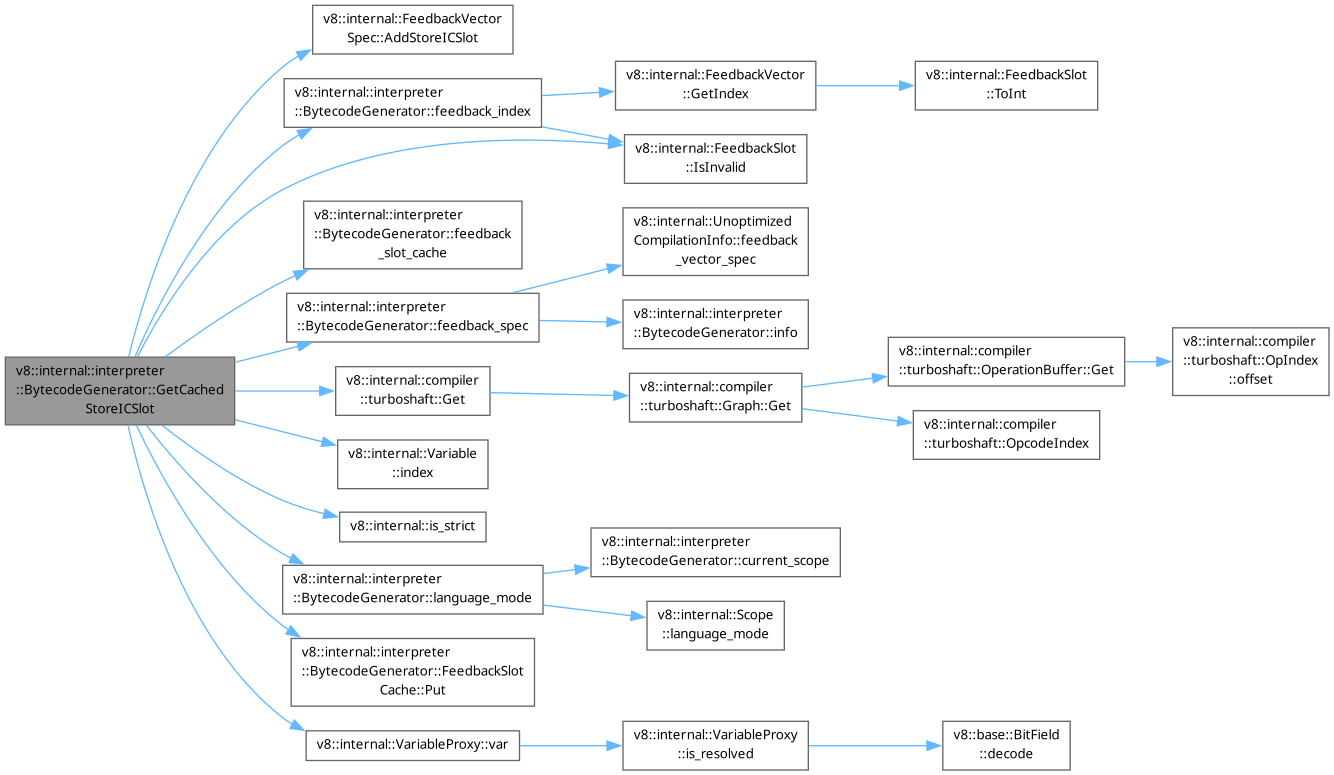 v8::internal::FeedbackVector
Spec::AddStoreICSlot
v8::internal::interpreter
::BytecodeGenerator::feedback_index
v8::internal::FeedbackVector
::GetIndex
v8::internal::FeedbackSlot
::ToInt
v8::internal::FeedbackSlot
::IsInvalid
v8::internal::interpreter
::BytecodeGenerator::feedback
_slot_cache
v8::internal::Unoptimized
CompilationInfo::feedback
_vector_spec
v8::internal::interpreter
::BytecodeGenerator::feedback_spec
v8::internal::interpreter
::BytecodeGenerator::info
v8::internal::interpreter
::BytecodeGenerator::GetCached
StoreICSlot
v8::internal::compiler
::turboshaft::Get
v8::internal::compiler
::turboshaft::Graph::Get
v8::internal::compiler
::turboshaft::OperationBuffer::Get
v8::internal::compiler
::turboshaft::OpIndex
::offset
v8::internal::compiler
::turboshaft::OpcodeIndex
v8::internal::Variable
::index
v8::internal::is_strict
v8::internal::interpreter
::BytecodeGenerator::language_mode
v8::internal::interpreter
::BytecodeGenerator::current_scope
v8::internal::Scope
::language_mode
v8::internal::interpreter
::BytecodeGenerator::FeedbackSlot
Cache::Put
v8::internal::VariableProxy::var
v8::internal::VariableProxy
::is_resolved
v8::base::BitField
::decode